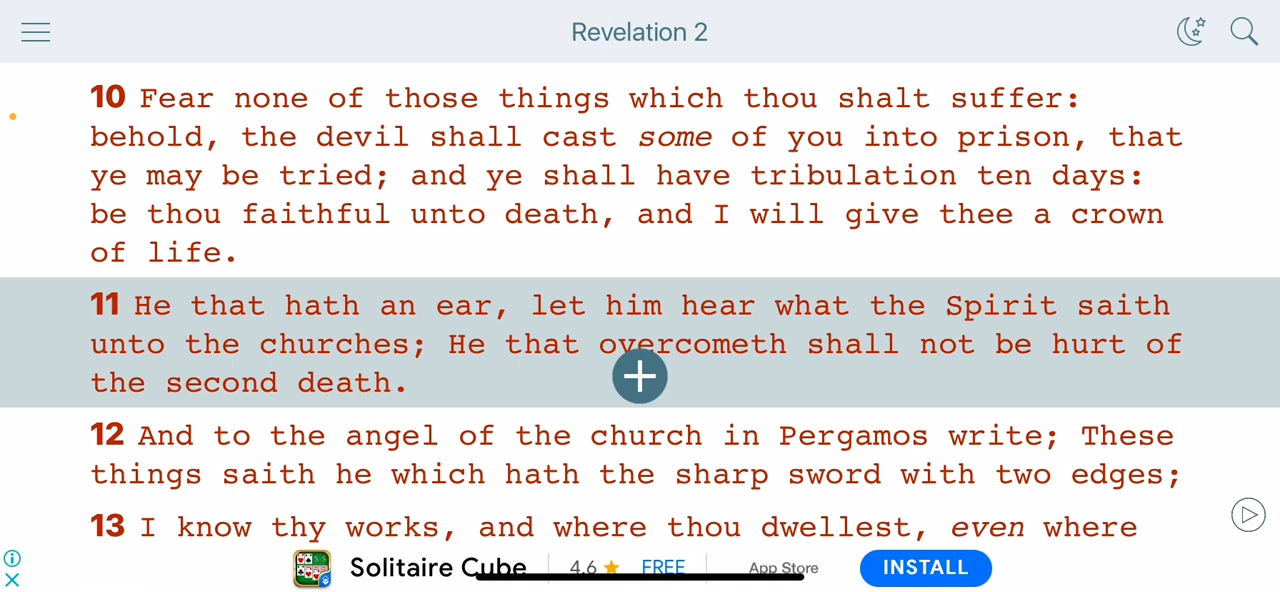 Revelation 2
10 Fear none of those things which thou shalt suffer:
behold, the devil shall cast some of you into prison, that
ye may be tried; and ye shall have tribulation ten days:
be thou faithful unto death, and I will give thee a crown
of life.
11 He that hath an ear, let him hear what the Spirit saith
unto the churches; He that overcometh shall not be hurt of
the second death.
12 And to the angel of the church in Pergamos write; These
things saith he which hath the sharp sword with two edges;
13 I know thy works, and where thou dwellest, even where
Solitaire Cube 4.6 FREE App Store INSTALL